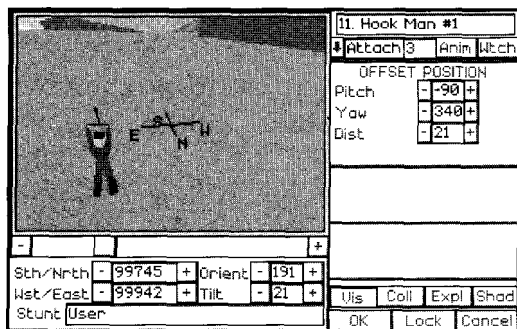 11. Hook Man #1
Attach 3 Anim Wtch
OFFSET POSITION
Pitch - -90 +
Yaw - 340 +
Dist - 21 +
E S N W
- +
Sth/Nrth - 99745 + Orient - 191 +
Wst/East - 99942 + Tilt - 21 +
Stunt User
Vis Coll Expl Shad
OK Lock Cancel